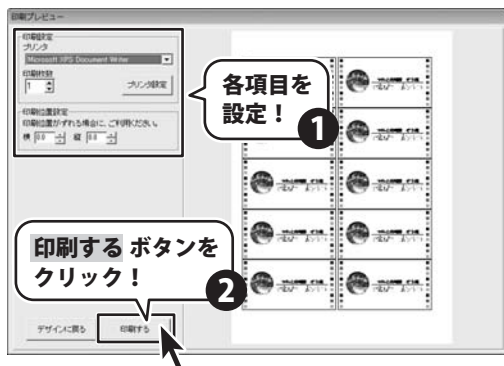 印刷プレビュー
印刷設定
プリンタ
Microsoft XPS Document Writer
印刷枚数
1
プリンタ設定
印刷位置設定
印刷位置がずれる場合に、ご利用ください。
横 0.0 縦 0.0
各項目を
設定！
1
印刷する ボタンを
クリック！
2
デザインに戻る 印刷する